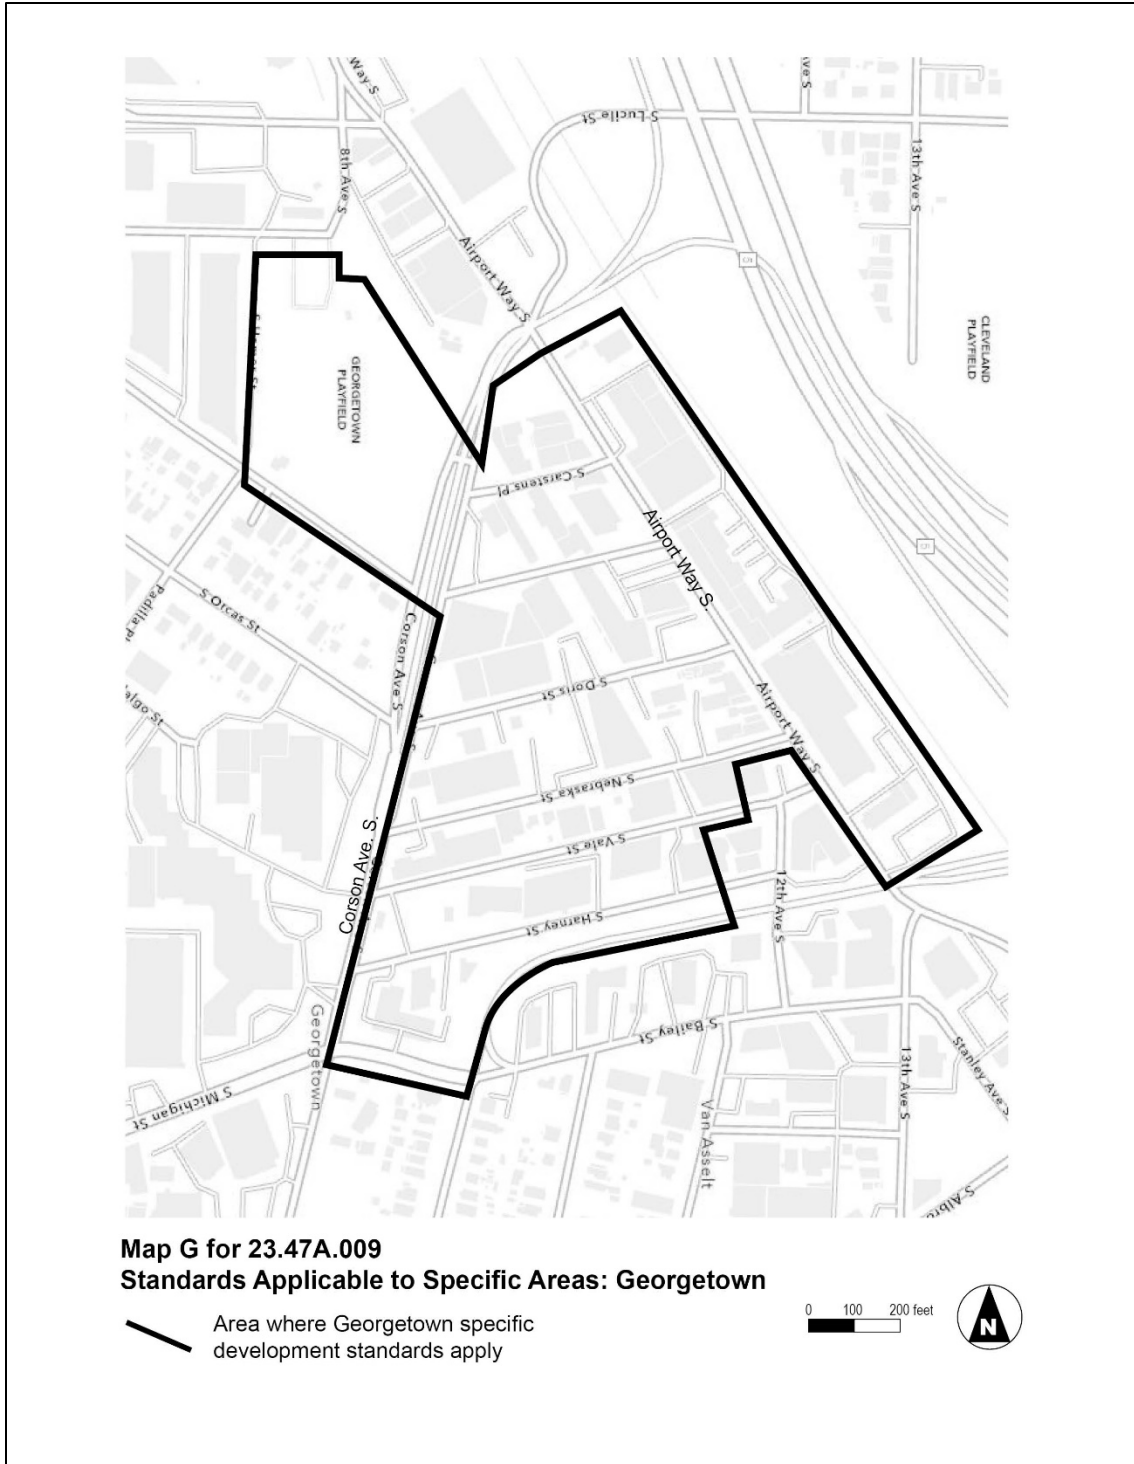 Way S
ve S
S Lucile St
8th Ave S
13th Ave S
Airport Way S
CLEVELAND
PLAYFIELD
GEORGETOWN
PLAYFIELD
S Carstens Pl
Airport Way S.
Padilla Pl
S Orcas St
Corson Ave S
S Doris St
Airport Way S
algo St
S Nebraska St
Corson Ave. S.
S Vale St
12th Ave S
S Harney St
Georgetown
S Bailey St
Stanley Ave S
13th Ave S
S Michigan St
Van Asselt
S Albro
Map G for 23.47A.009
Standards Applicable to Specific Areas: Georgetown
Area where Georgetown specific
development standards apply
0 100 200 feet
N